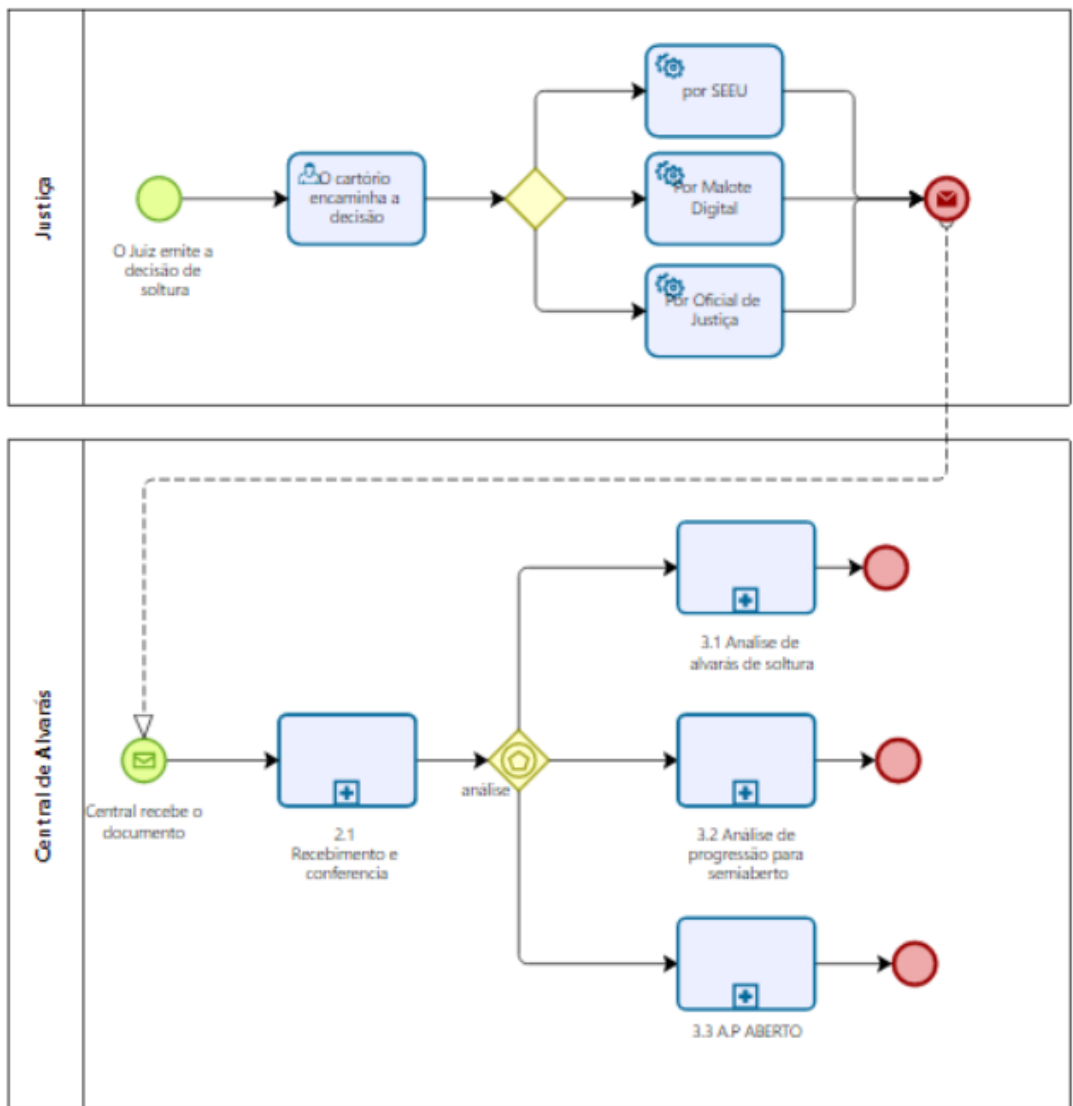 Justiça
O Juiz emite a
decisão de
soltura
O cartório
encaminha a
decisão
por SEEU
Por Malote
Digital
Por Oficial de
Justiça
Central de Alvarás
Central recebe o
documento
2.1
Recebimento e
conferencia
análise
3.1 Analise de
alvarás de soltura
3.2 Análise de
progressão para
semiaberto
3.3 A.P ABERTO